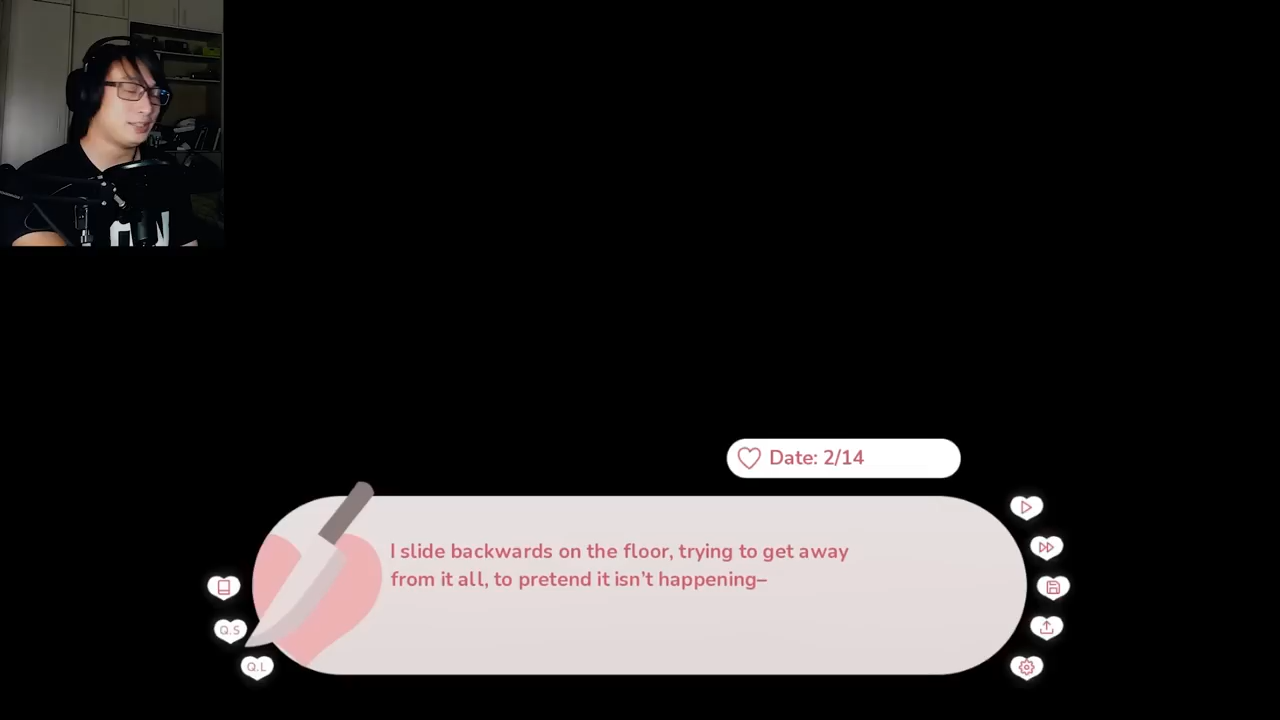 Date: 2/14
I slide backwards on the floor, trying to get away
from it all, to pretend it isn't happening–
Q.S
Q.L